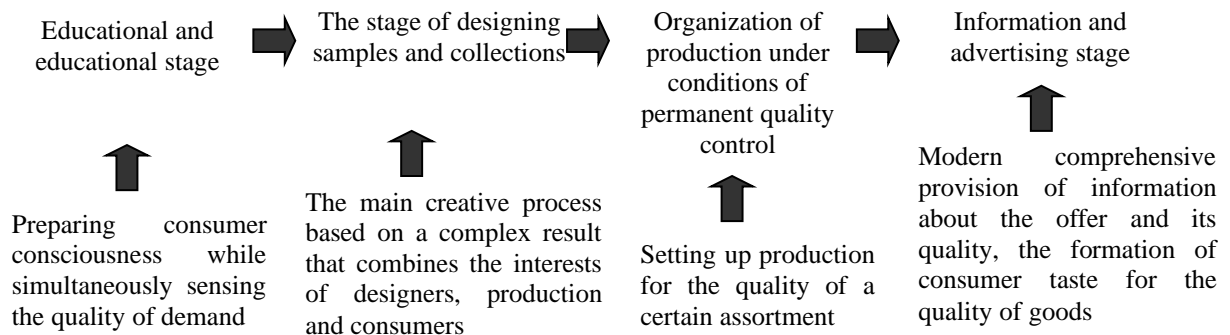 Educational and
educational stage
The stage of designing
samples and collections
Organization of
production under
conditions of
permanent quality
control
Information and
advertising stage
Preparing consumer
consciousness while
simultaneously sensing
the quality of demand
The main creative process
based on a complex result
that combines the interests
of designers, production
and consumers
Setting up production
for the quality of a
certain assortment
Modern comprehensive
provision of information
about the offer and its
quality, the formation of
consumer taste for the
quality of goods